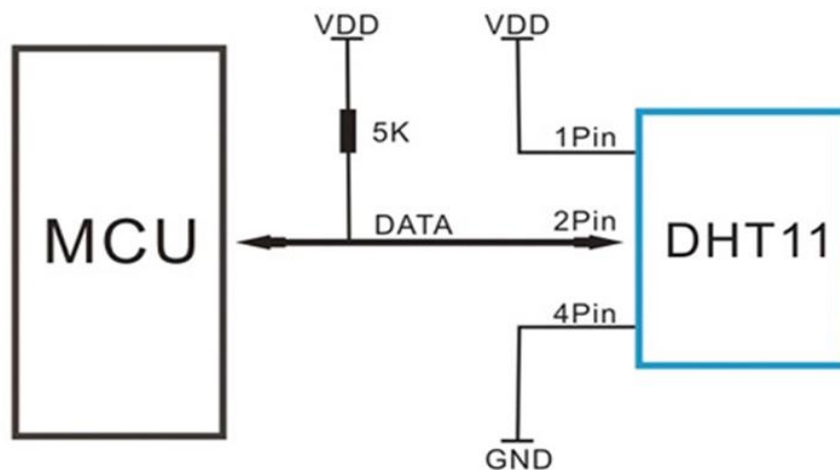 VDD
VDD
5K
1Pin
MCU
DATA
2Pin
DHT11
4Pin
GND